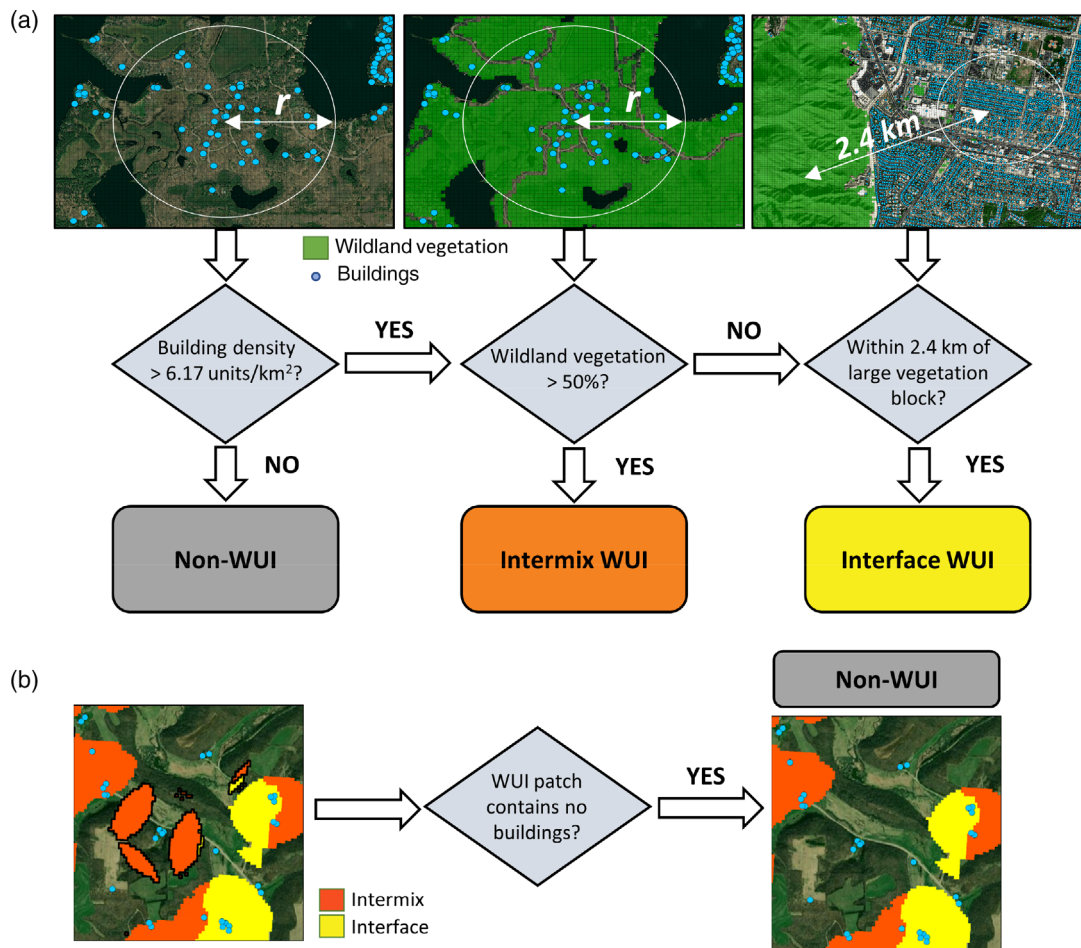 (a)
r
r
2.4 km
Wildland vegetation
Buildings
Building density
> 6.17 units/km²?
YES
Wildland vegetation
> 50%?
NO
Within 2.4 km of
large vegetation
block?
NO
YES
YES
Non-WUI
Intermix WUI
Interface WUI
(b)
Non-WUI
WUI patch
contains no
buildings?
YES
Intermix
Interface